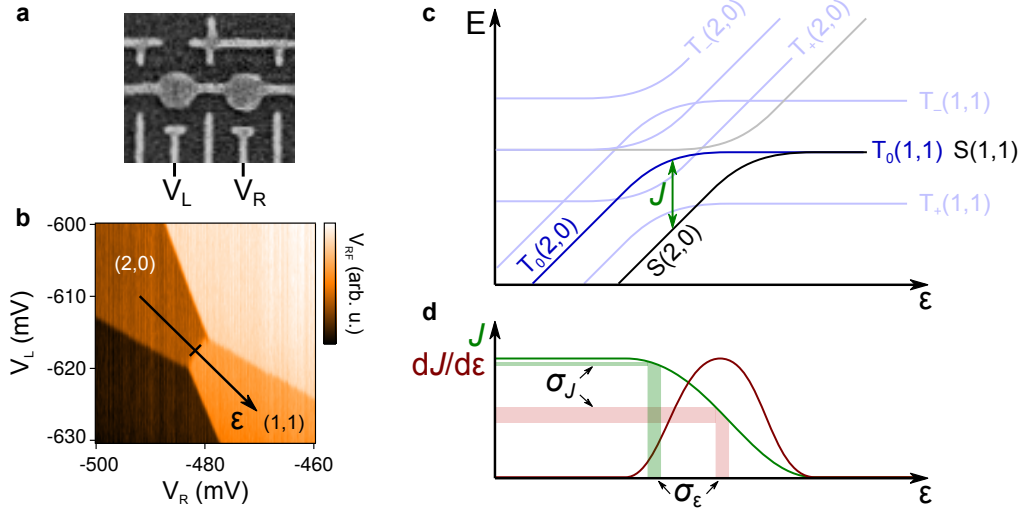 a
V_L V_R
b
-600
-610
-620
-630
V_L (mV)
(2,0)
ε
(1,1)
-500 -480 -460
V_R (mV)
V_RF (arb. u.)
c
E
T_−(2,0)
T_+(2,0)
T_−(1,1)
T_0(1,1) S(1,1)
T_+(1,1)
J
T_0(2,0)
S(2,0)
ε
d
J
dJ/dε
σ_J
σ_ε
ε